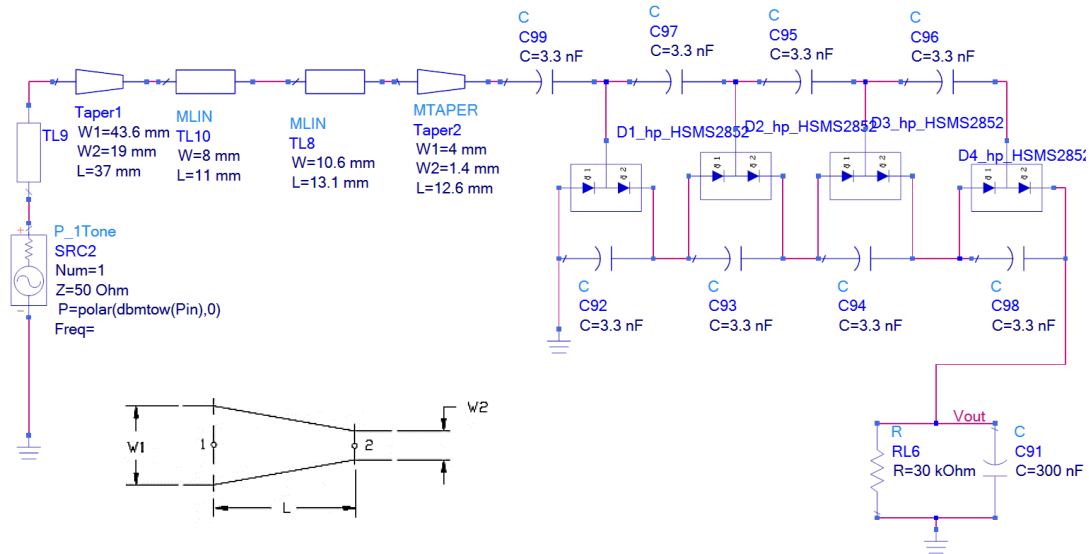 C
C99
C=3.3 nF
C
C97
C=3.3 nF
C
C95
C=3.3 nF
C
C96
C=3.3 nF
TL9
Taper1
W1=43.6 mm
W2=19 mm
L=37 mm
MLIN
TL10
W=8 mm
L=11 mm
MLIN
TL8
W=10.6 mm
L=13.1 mm
MTAPER
Taper2
W1=4 mm
W2=1.4 mm
L=12.6 mm
D1_hp_HSMS2852
D2_hp_HSMS2852
D3_hp_HSMS2852
D4_hp_HSMS2852
P_1Tone
SRC2
Num=1
Z=50 Ohm
P=polar(dbmtow(Pin),0)
Freq=
C
C92
C=3.3 nF
C
C93
C=3.3 nF
C
C94
C=3.3 nF
C
C98
C=3.3 nF
W1
1
2
W2
L
Vout
R
RL6
R=30 kOhm
C
C91
C=300 nF